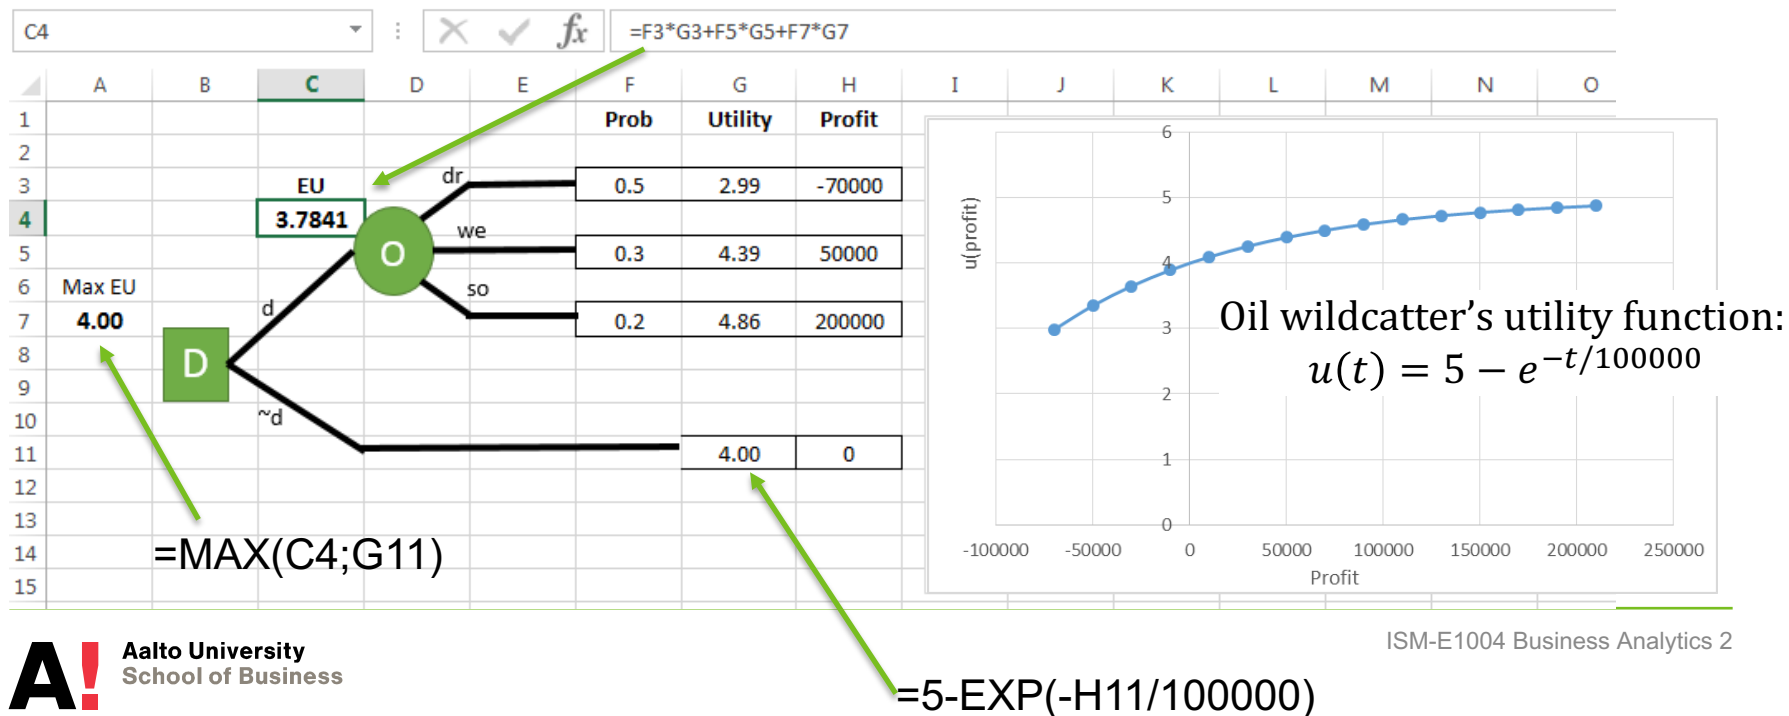 C4 fx =F3*G3+F5*G5+F7*G7
A B C D E F G H I J K L M N O
1 Prob Utility Profit
2
3 EU dr 0.5 2.99 -70000
4 3.7841
we
5 O 0.3 4.39 50000
6 Max EU so
7 4.00 d 0.2 4.86 200000
8 D
9
10 ~d
11 4.00 0
12
13
14 =MAX(C4;G11)
15
6
5
4
3
2
1
0
u(profit)
-100000 -50000 0 50000 100000 150000 200000 250000
Profit
Oil wildcatter’s utility function:
u(t) = 5 − e^{−t/100000}
A! Aalto University
School of Business
ISM-E1004 Business Analytics 2
=5-EXP(-H11/100000)